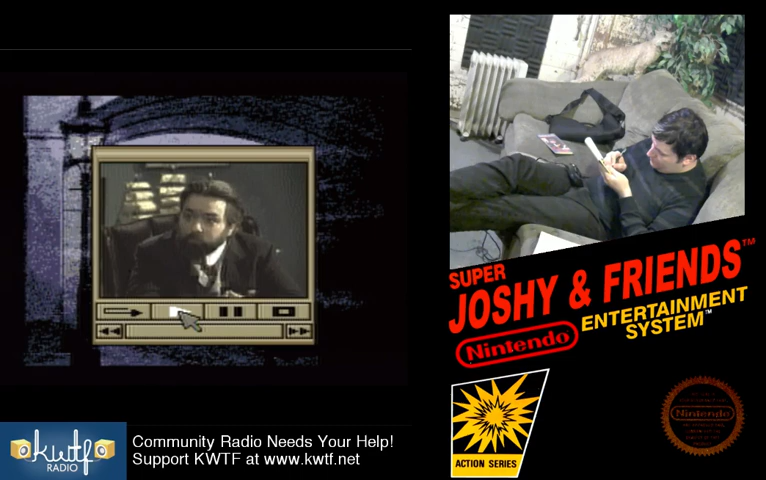 SUPER
JOSHY & FRIENDS™
Nintendo
ENTERTAINMENT
SYSTEM™
ACTION SERIES
Nintendo
kwtf
RADIO
Community Radio Needs Your Help!
Support KWTF at www.kwtf.net